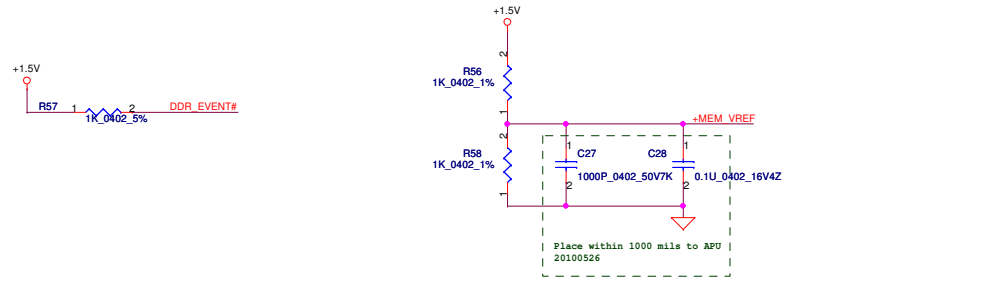 +1.5V
R57
1
2
1K_0402_5%
DDR_EVENT#
+1.5V
2
R56
1K_0402_1%
1
+MEM_VREF
2
R58
1K_0402_1%
1
1
C27
1000P_0402_50V7K
2
1
C28
0.1U_0402_16V4Z
2
Place within 1000 mils to APU
20100526